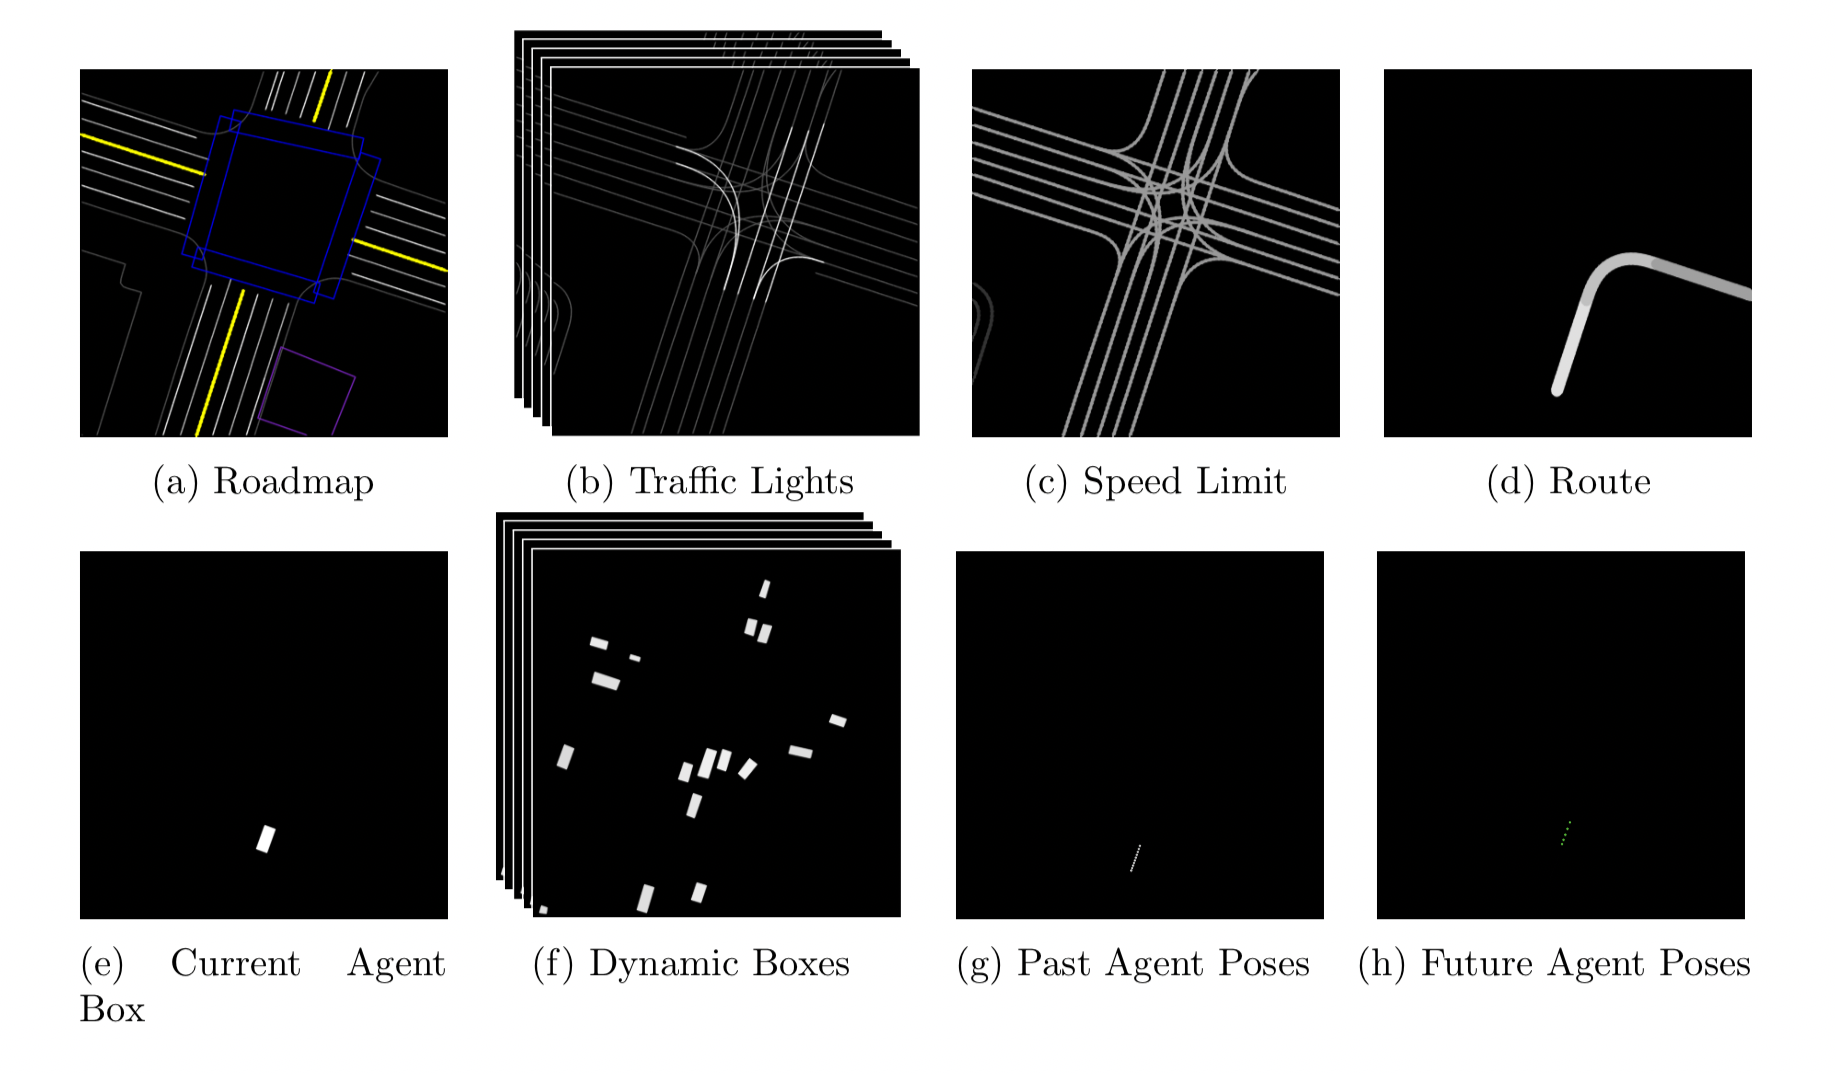 (a) Roadmap
(b) Traffic Lights
(c) Speed Limit
(d) Route
(e) Current Agent
Box
(f) Dynamic Boxes
(g) Past Agent Poses
(h) Future Agent Poses